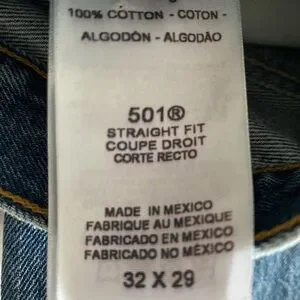 100% COTTON - COTON -
ALGODÓN - ALGODÃO
501®
STRAIGHT FIT
COUPE DROIT
CORTE RECTO
MADE IN MEXICO
FABRIQUE AU MEXIQUE
FABRICADO EN MEXICO
FABRICADO NO MÉXICO
32 X 29